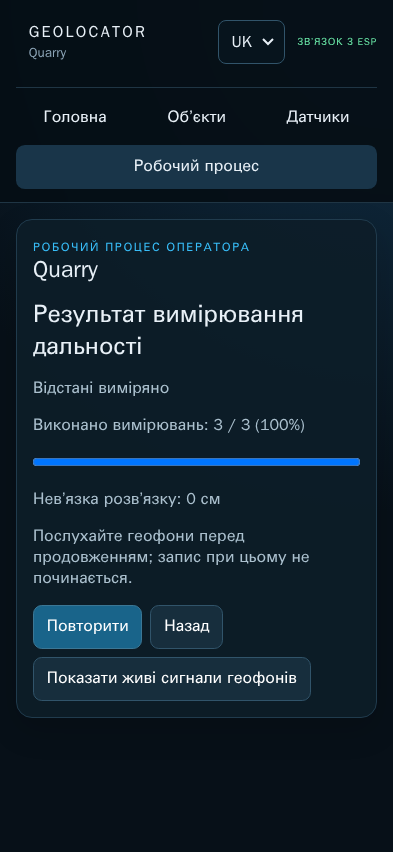 GEOLOCATOR
Quarry
UK
ЗВ'ЯЗОК З ESP
Головна
Об'єкти
Датчики
Робочий процес
РОБОЧИЙ ПРОЦЕС ОПЕРАТОРА
Quarry
Результат вимірювання
дальності
Відстані виміряно
Виконано вимірювань: 3 / 3 (100%)
Нев'язка розв'язку: 0 см
Послухайте геофони перед
продовженням; запис при цьому не
починається.
Повторити
Назад
Показати живі сигнали геофонів